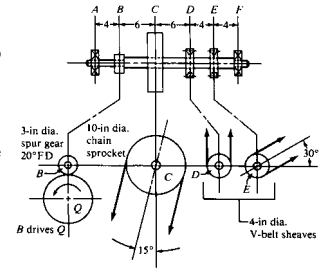 A B C D E F
4 6 6 4 4
3-in dia.
spur gear
20°FD
10-in dia.
chain
sprocket
30°
B
C
D
E
Q
Q
B drives Q
4-in dia.
V-belt sheaves
15°